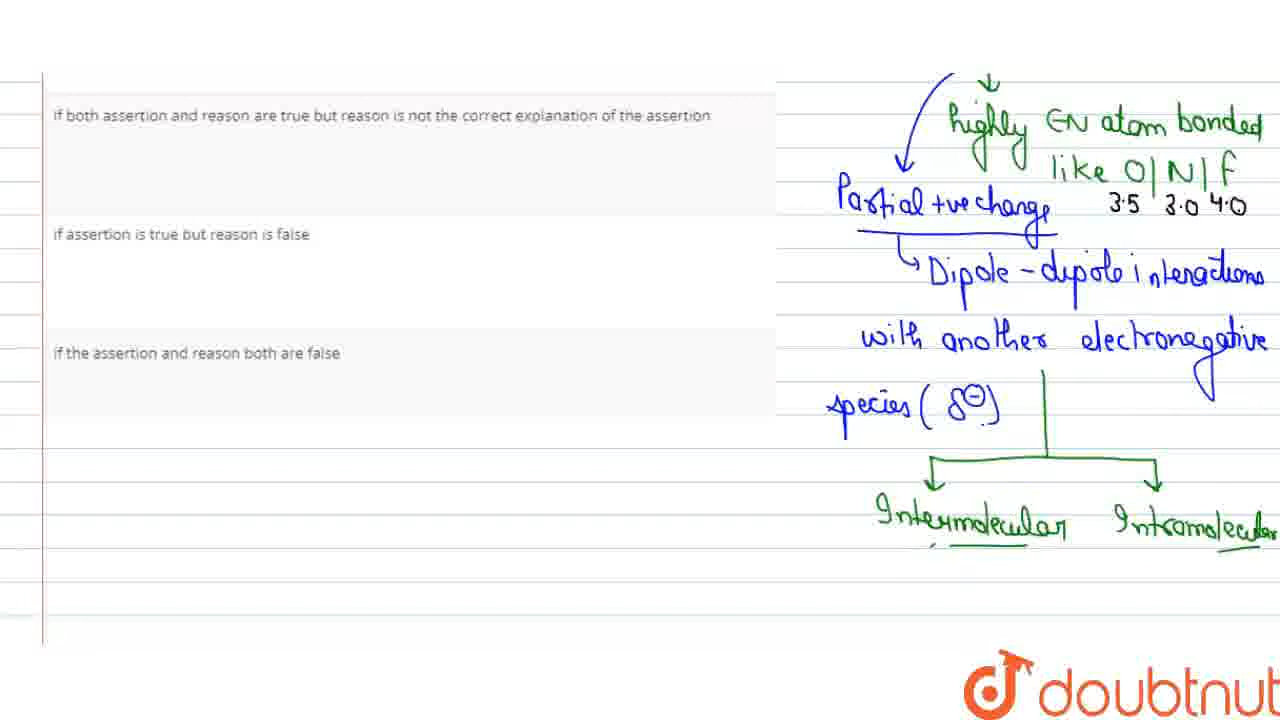 if both assertion and reason are true but reason is not the correct explanation of the assertion
if assertion is true but reason is false
if the assertion and reason both are false
highly EN atom bonded
like O|N|F
3.5 3.0 4.0
Partial +ve change
Dipole-dipole interactions
with another electronegative
species (δ⊖)
Intermolecular Intramolecular
doubtnut